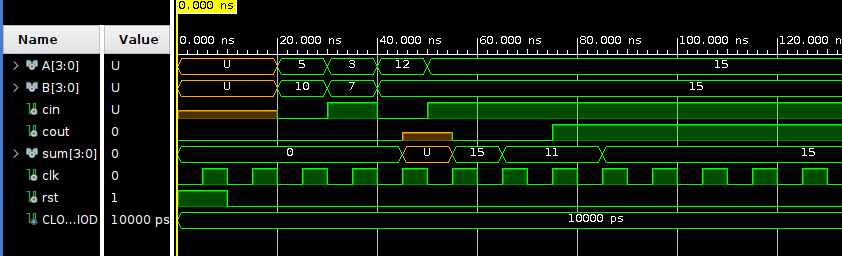 0.000 ns
Name Value 0.000 ns 20.000 ns 40.000 ns 60.000 ns 80.000 ns 100.000 ns 120.000 n
A[3:0] U U 5 3 12 15
B[3:0] U U 10 7 15
cin U
cout 0
sum[3:0] 0 0 U 15 11 15
clk 0
rst 1
CLO...IOD 10000 ps 10000 ps